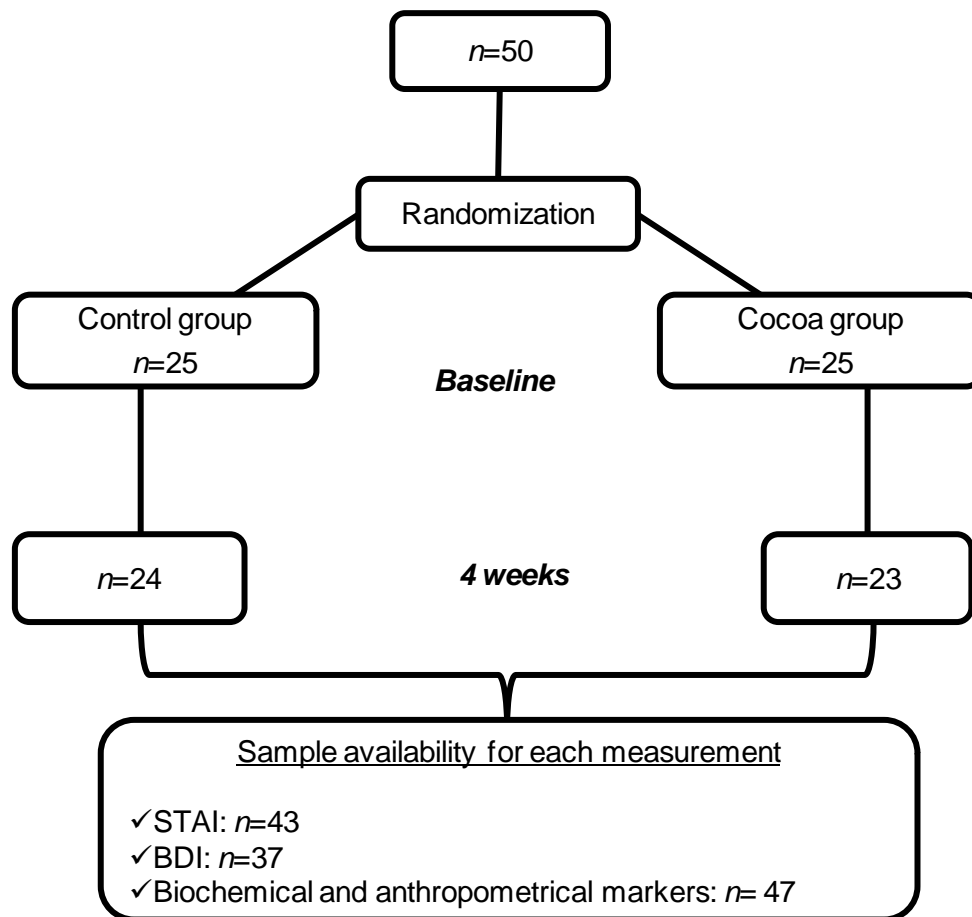 n=50
Randomization
Control group
n=25
Cocoa group
n=25
Baseline
n=24
4 weeks
n=23
Sample availability for each measurement
✓STAI: n=43
✓BDI: n=37
✓Biochemical and anthropometrical markers: n= 47